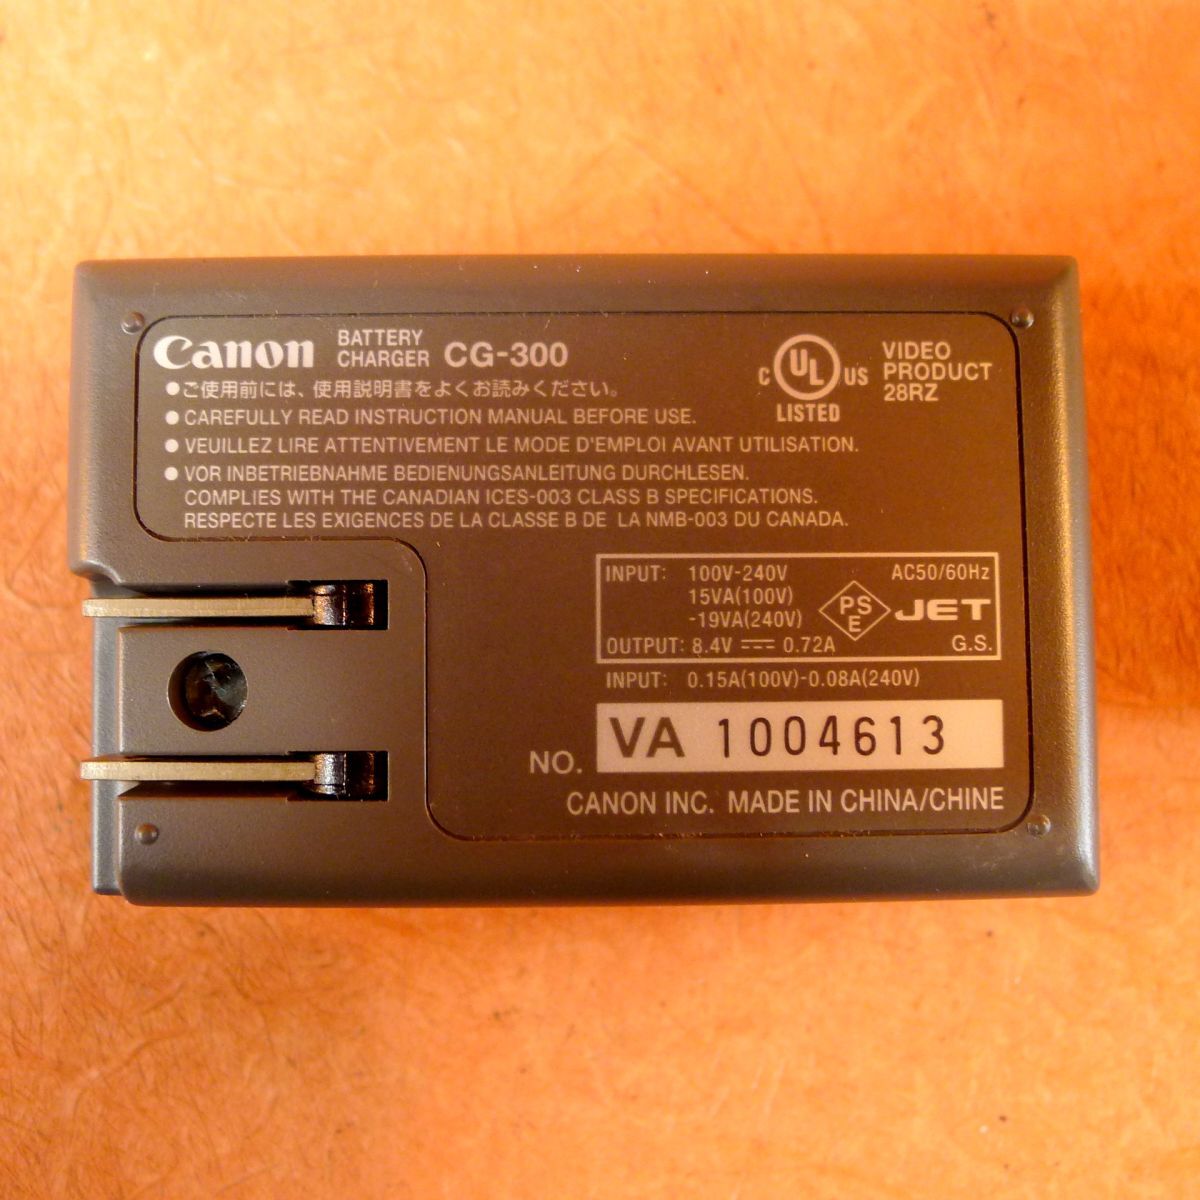 Canon BATTERY CHARGER CG-300
●ご使用前には、使用説明書をよくお読みください。
● CAREFULLY READ INSTRUCTION MANUAL BEFORE USE.
● VEUILLEZ LIRE ATTENTIVEMENT LE MODE D'EMPLOI AVANT UTILISATION.
● VOR INBETRIEBNAHME BEDIENUNGSANLEITUNG DURCHLESEN.
COMPLIES WITH THE CANADIAN ICES-003 CLASS B SPECIFICATIONS.
RESPECTE LES EXIGENCES DE LA CLASSE B DE LA NMB-003 DU CANADA.
C UL US
LISTED
VIDEO
PRODUCT
28RZ
INPUT: 100V-240V AC50/60Hz
15VA(100V)
-19VA(240V)
PS
E
JET
OUTPUT: 8.4V ⎓ 0.72A G.S.
INPUT: 0.15A(100V)-0.08A(240V)
NO. VA 1004613
CANON INC. MADE IN CHINA/CHINE